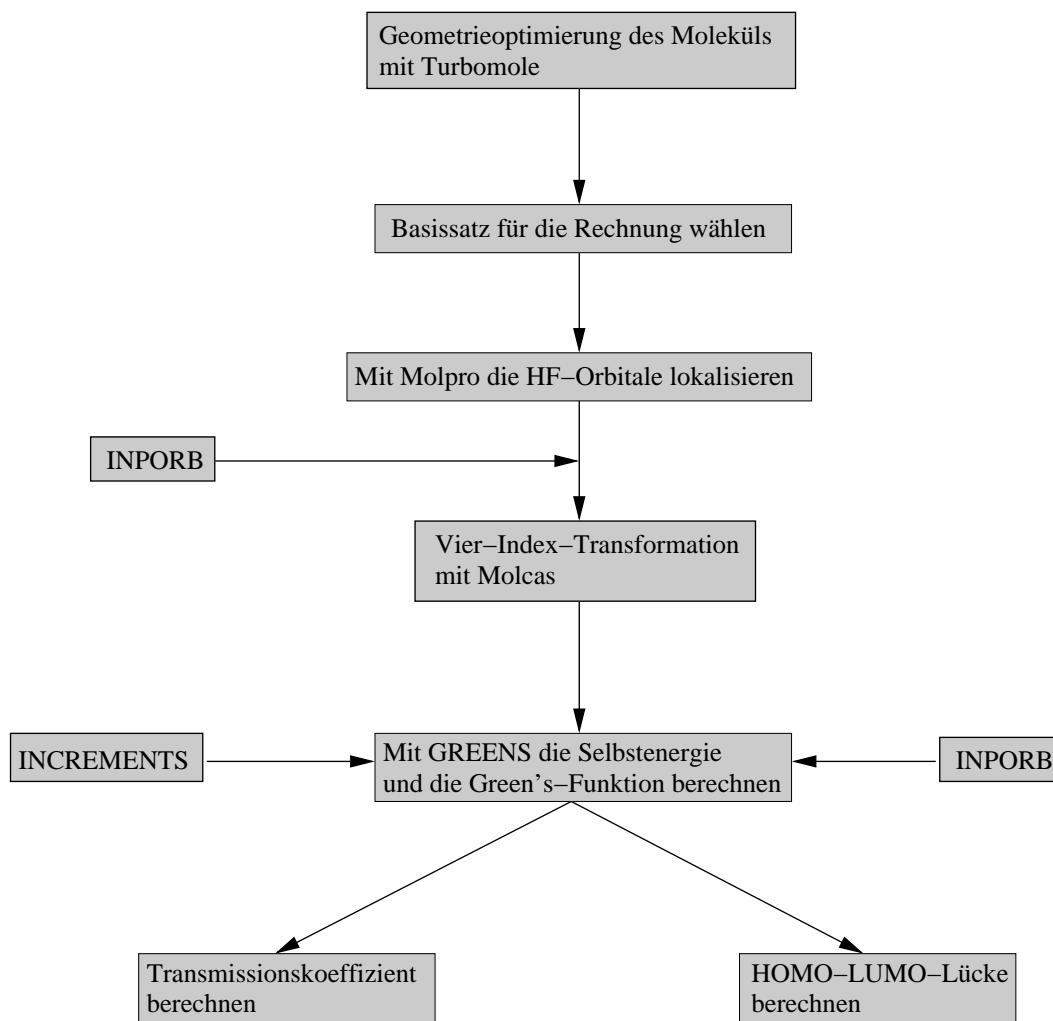 Geometrieoptimierung des Moleküls
mit Turbomole
Basissatz für die Rechnung wählen
Mit Molpro die HF−Orbitale lokalisieren
INPORB
Vier−Index−Transformation
mit Molcas
INCREMENTS
Mit GREENS die Selbstenergie
und die Green's−Funktion berechnen
INPORB
Transmissionskoeffizient
berechnen
HOMO−LUMO−Lücke
berechnen